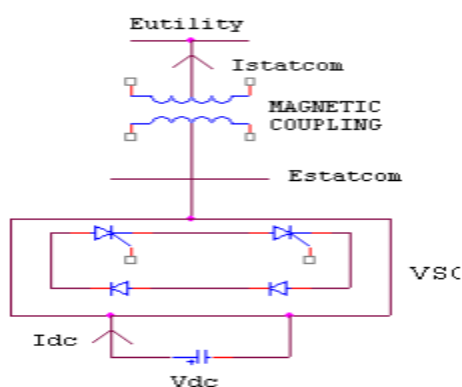 Eutility
Istatcom
MAGNETIC
COUPLING
Estatcom
VSC
Idc
Vdc